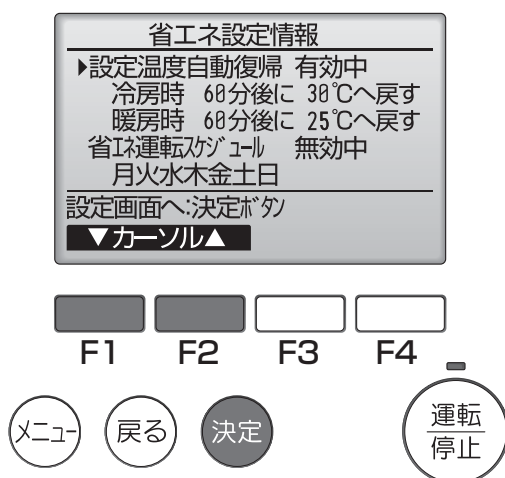 省エネ設定情報
▶設定温度自動復帰 有効中
冷房時 60分後に 30℃へ戻す
暖房時 60分後に 25℃へ戻す
省エネ運転スケジュール 無効中
月火水木金土日
設定画面へ:決定ボタン
▼カーソル▲
F1 F2 F3 F4
メニュー 戻る 決定 運転
停止